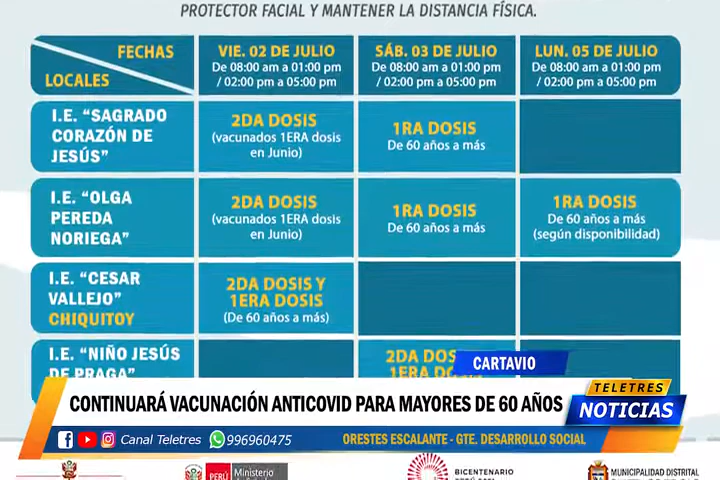 PROTECTOR FACIAL Y MANTENER LA DISTANCIA FÍSICA.
FECHAS
LOCALES
VIE. 02 DE JULIO
De 08:00 am a 01:00 pm
/ 02:00 pm a 05:00 pm
SÁB. 03 DE JULIO
De 08:00 am a 01:00 pm
/ 02:00 pm a 05:00 pm
LUN. 05 DE JULIO
De 08:00 am a 01:00 pm
/ 02:00 pm a 05:00 pm
I.E. “SAGRADO
CORAZÓN DE
JESÚS”
2DA DOSIS
(vacunados 1ERA dosis
en Junio)
1RA DOSIS
De 60 años a más
I.E. “OLGA
PEREDA
NORIEGA”
2DA DOSIS
(vacunados 1ERA dosis
en Junio)
1RA DOSIS
De 60 años a más
1RA DOSIS
De 60 años a más
(según disponibilidad)
I.E. “CESAR
VALLEJO”
CHIQUITOY
2DA DOSIS Y
1ERA DOSIS
(De 60 años a más)
I.E. “NIÑO JESÚS
DE PRAGA”
2DA DOS
1ERA DOS
CARTAVIO
CONTINUARÁ VACUNACIÓN ANTICOVID PARA MAYORES DE 60 AÑOS
TELETRES
NOTICIAS
Canal Teletres
996960475
ORESTES ESCALANTE - GTE. DESARROLLO SOCIAL
PERÚ
Ministerio
BICENTENARIO
MUNICIPALIDAD DISTRITAL